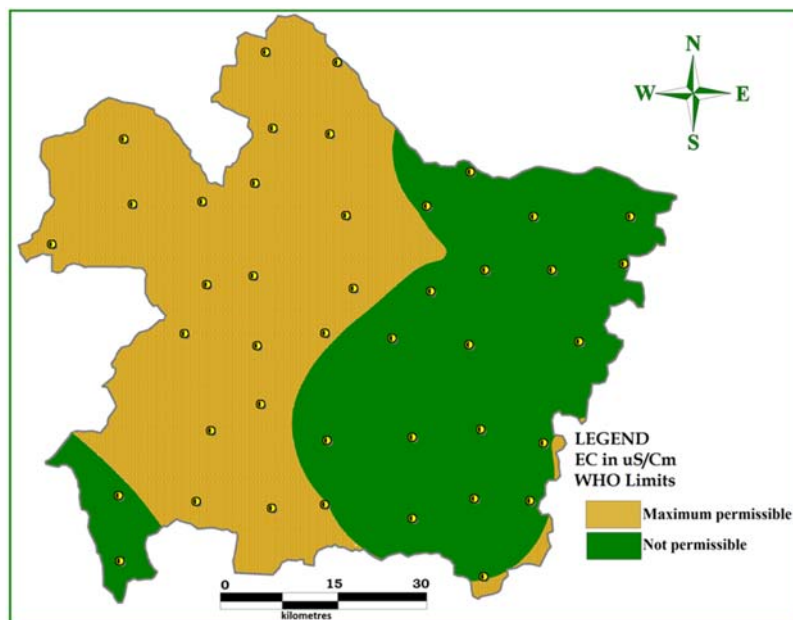 N
W E
S
LEGEND
EC in uS/Cm
WHO Limits
Maximum permissible
Not permissible
0 15 30
kilometres